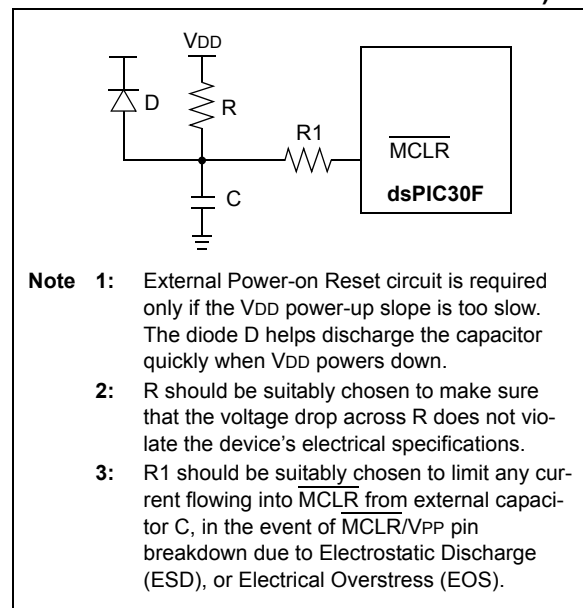 VDD
D
R
R1
C
MCLR
dsPIC30F
Note 1: External Power-on Reset circuit is required
only if the VDD power-up slope is too slow.
The diode D helps discharge the capacitor
quickly when VDD powers down.
2: R should be suitably chosen to make sure
that the voltage drop across R does not vio-
late the device's electrical specifications.
3: R1 should be suitably chosen to limit any cur-
rent flowing into MCLR from external capaci-
tor C, in the event of MCLR/VPP pin
breakdown due to Electrostatic Discharge
(ESD), or Electrical Overstress (EOS).